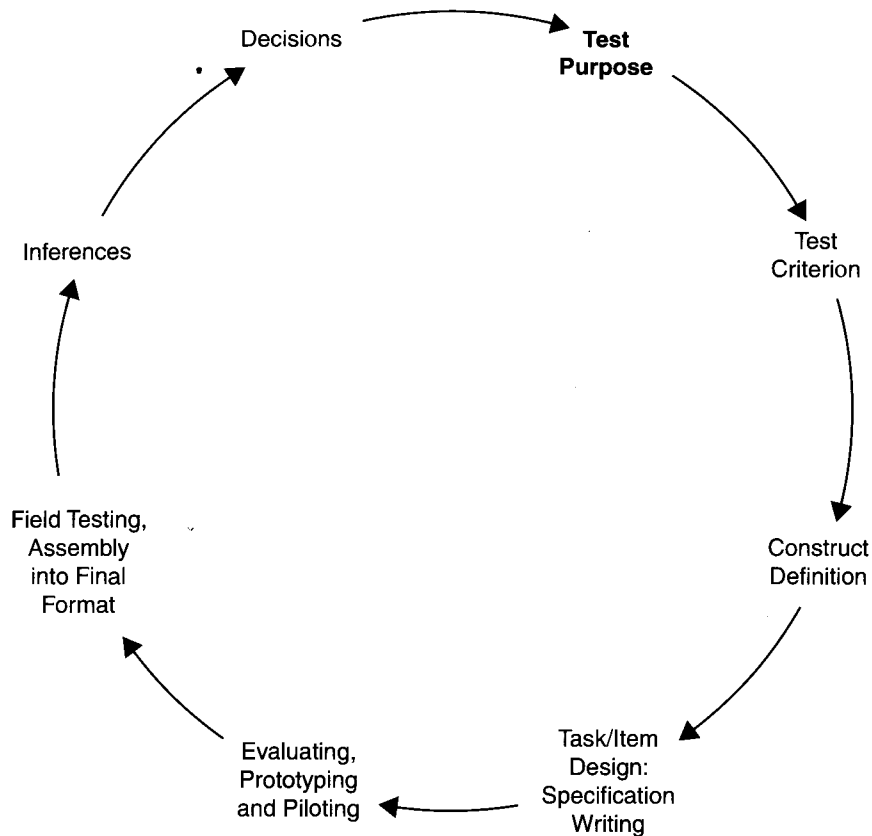 Test
Purpose
Test
Criterion
Construct
Definition
Task/Item
Design:
Specification
Writing
Evaluating,
Prototyping
and Piloting
Field Testing,
Assembly
into Final
Format
Inferences
Decisions